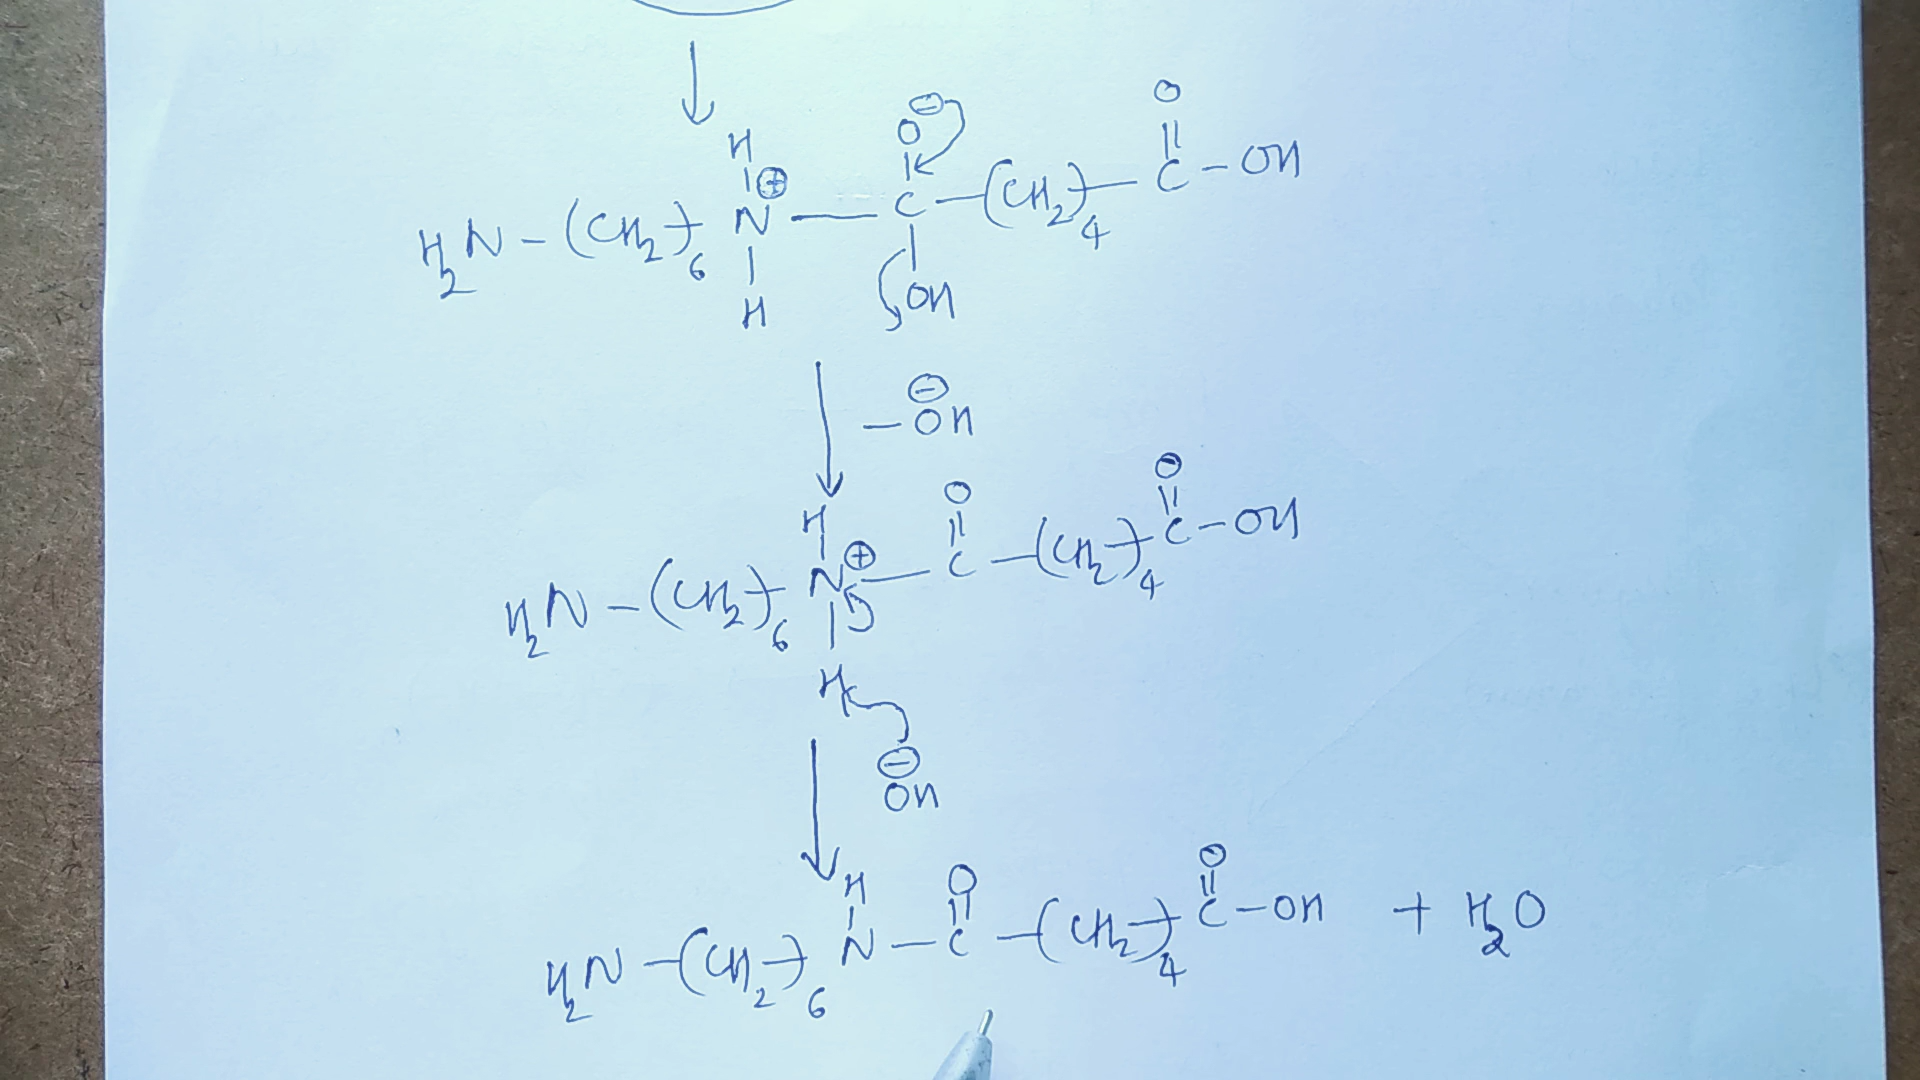 H O⊖ O
| ⊕ | ||
H₂N-(CH₂)₆ N — C -(CH₂)₄- C - OH
| |
H OH
- ⊖OH
H O O
| ⊕ || ||
H₂N-(CH₂)₆ N — C -(CH₂)₄- C - OH
|
H
⊖
OH
H O O
| || ||
H₂N-(CH₂)₆ N - C -(CH₂)₄- C - OH + H₂O